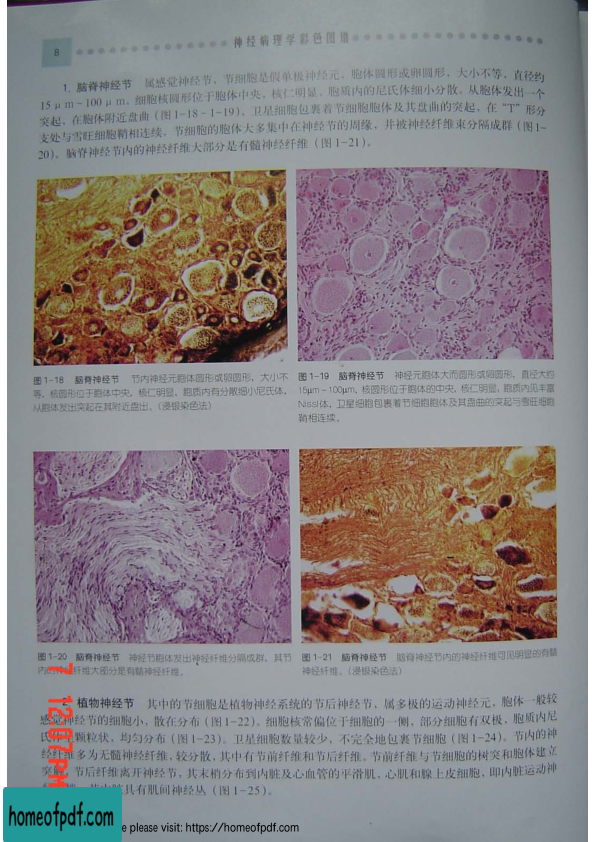 8
神经病理学彩色图谱
1. 脑脊神经节 属感觉神经节，节细胞是假单极神经元，胞体圆形或卵圆形，大小不等，直径约
15μm~100μm，细胞核圆形位于胞体中央，核仁明显，胞质内的尼氏体细小分散，从胞体发出一个
突起，在胞体附近盘曲（图1-18~1-19）。卫星细胞包裹着节细胞胞体及其盘曲的突起，在“T”形分
支处与雪旺细胞鞘相连续，节细胞的胞体大多集中在神经节的周缘，并被神经纤维束分隔成群（图1-
20）。脑脊神经节内的神经纤维大部分是有髓神经纤维（图1-21）。
图1-18 脑脊神经节 节内神经元胞体圆形或卵圆形，大小不
等，核圆形位于胞体中央，核仁明显，胞质内有分散细小尼氏体，
从胞体发出突起在其附近盘出。（浸银染色法）
图1-19 脑脊神经节 神经元胞体大而圆形或卵圆形，直径大约
15μm~100μm，核圆形位于胞体的中央，核仁明显，胞质内见丰富
Nissl体，卫星细胞包裹着节细胞胞体及其盘曲的突起与雪旺细胞
鞘相连续。
图1-20 脑脊神经节 神经节胞体发出神经纤维分隔成群，其节
内的神经纤维大部分是有髓神经纤维。
图1-21 脑脊神经节 脑脊神经节内的神经纤维可见明显的有髓
神经纤维。（浸银染色法）
2. 植物神经节 其中的节细胞是植物神经系统的节后神经节，属多极的运动神经元，胞体一般较
感觉神经节的细胞小，散在分布（图1-22）。细胞核常偏位于细胞的一侧，部分细胞有双极，胞质内尼
氏体呈颗粒状，均匀分布（图1-23）。卫星细胞数量较少，不完全地包裹节细胞（图1-24）。节内的神
经纤维多为无髓神经纤维，较分散，其中有节前纤维和节后纤维。节前纤维与节细胞的树突和胞体建立
突触，节后纤维离开神经节，其末梢分布到内脏及心血管的平滑肌、心肌和腺上皮细胞，即内脏运动神
具有肌间神经丛（图1-25）。
7 12:07PM
homeofpdf.com
e please visit: https://homeofpdf.com